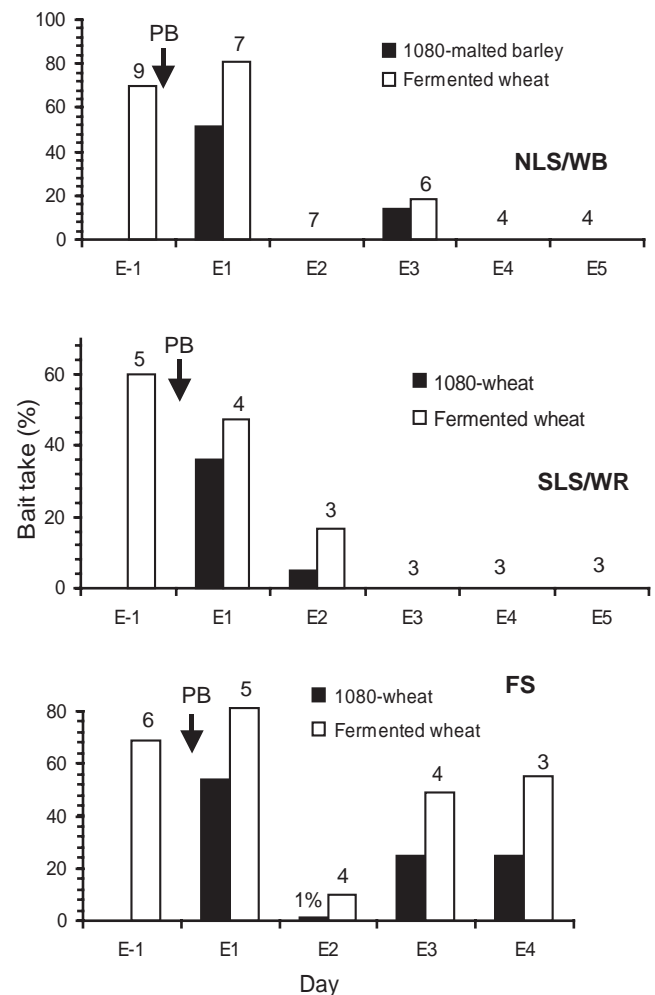 100
80
60
40
20
0
PB
9
7
7
6
4
4
1080-malted barley
Fermented wheat
NLS/WB
E-1 E1 E2 E3 E4 E5
60
40
20
0
PB
5
4
3
3
3
3
1080-wheat
Fermented wheat
SLS/WR
E-1 E1 E2 E3 E4 E5
Bait take (%)
80
60
40
20
0
PB
6
5
1%
4
4
3
1080-wheat
Fermented wheat
FS
E-1 E1 E2 E3 E4
Day